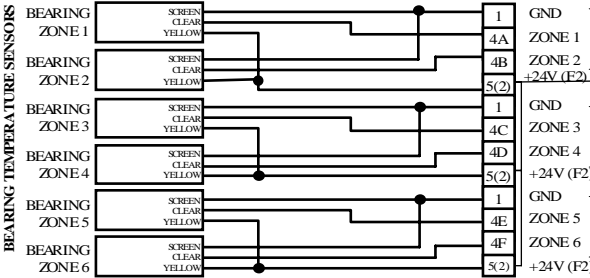 BEARING TEMPERATURE SENSORS
BEARING
ZONE 1
SCREEN
CLEAR
YELLOW
1
GND
4A
ZONE 1
BEARING
ZONE 2
SCREEN
CLEAR
YELLOW
4B
ZONE 2
5(2)
+24V (F2)
BEARING
ZONE 3
SCREEN
CLEAR
YELLOW
1
GND
4C
ZONE 3
BEARING
ZONE 4
SCREEN
CLEAR
YELLOW
4D
ZONE 4
5(2)
+24V (F2)
BEARING
ZONE 5
SCREEN
CLEAR
YELLOW
1
GND
4E
ZONE 5
BEARING
ZONE 6
SCREEN
CLEAR
YELLOW
4F
ZONE 6
5(2)
+24V (F2)